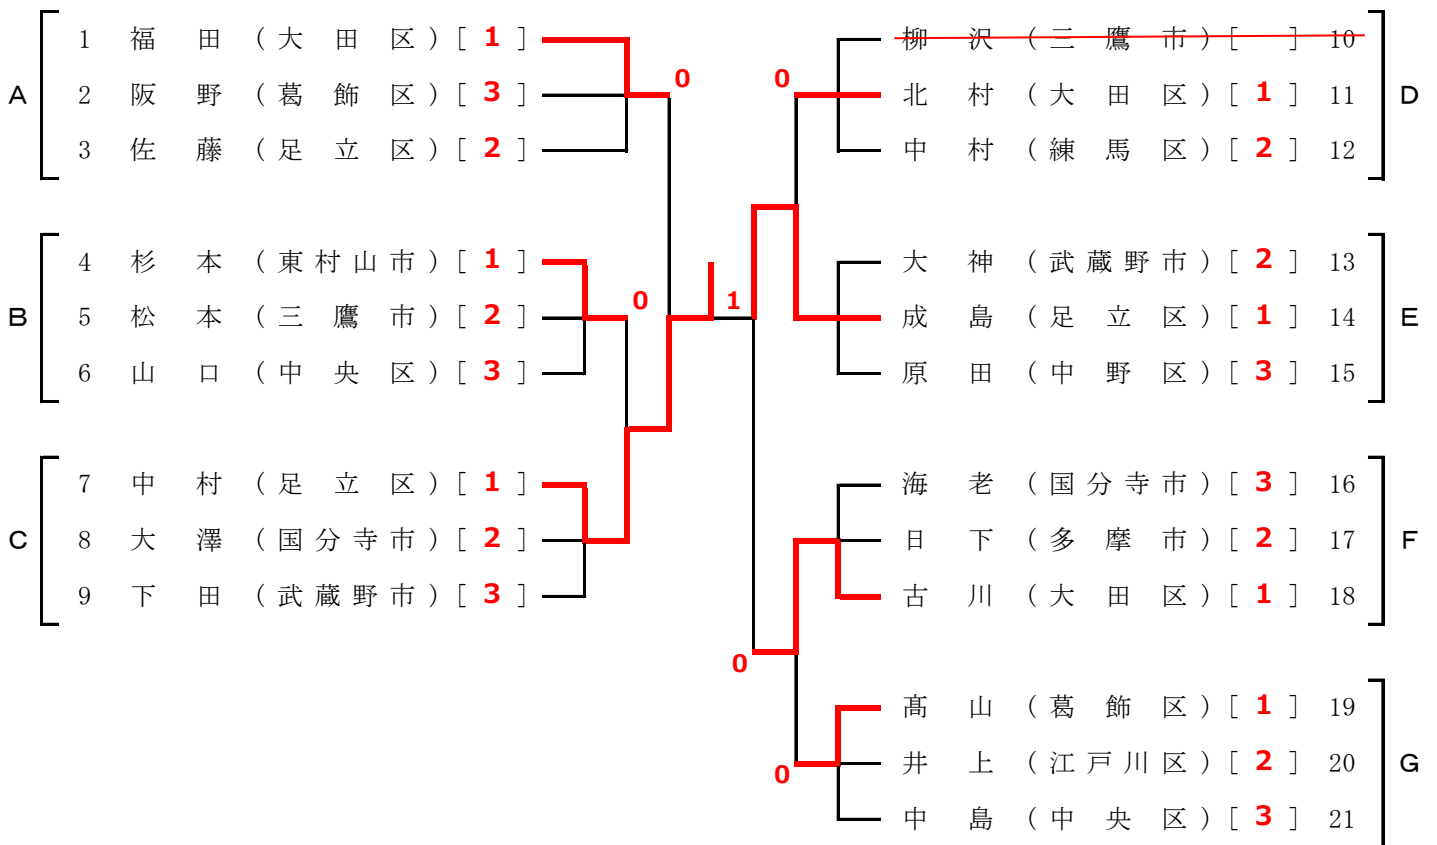 1 福田 (大田区) [ 1 ]
A 2 阪野 (葛飾区) [ 3 ]
3 佐藤 (足立区) [ 2 ]
0
4 杉本 (東村山市) [ 1 ]
B 5 松本 (三鷹市) [ 2 ]
6 山口 (中央区) [ 3 ]
0
7 中村 (足立区) [ 1 ]
C 8 大澤 (国分寺市) [ 2 ]
9 下田 (武蔵野市) [ 3 ]
1
柳沢 (三鷹市) [ ] 10
0
北村 (大田区) [ 1 ] 11 D
中村 (練馬区) [ 2 ] 12
大神 (武蔵野市) [ 2 ] 13
成島 (足立区) [ 1 ] 14 E
原田 (中野区) [ 3 ] 15
海老 (国分寺市) [ 3 ] 16
日下 (多摩市) [ 2 ] 17 F
古川 (大田区) [ 1 ] 18
0
髙山 (葛飾区) [ 1 ] 19
井上 (江戸川区) [ 2 ] 20 G
0
中島 (中央区) [ 3 ] 21